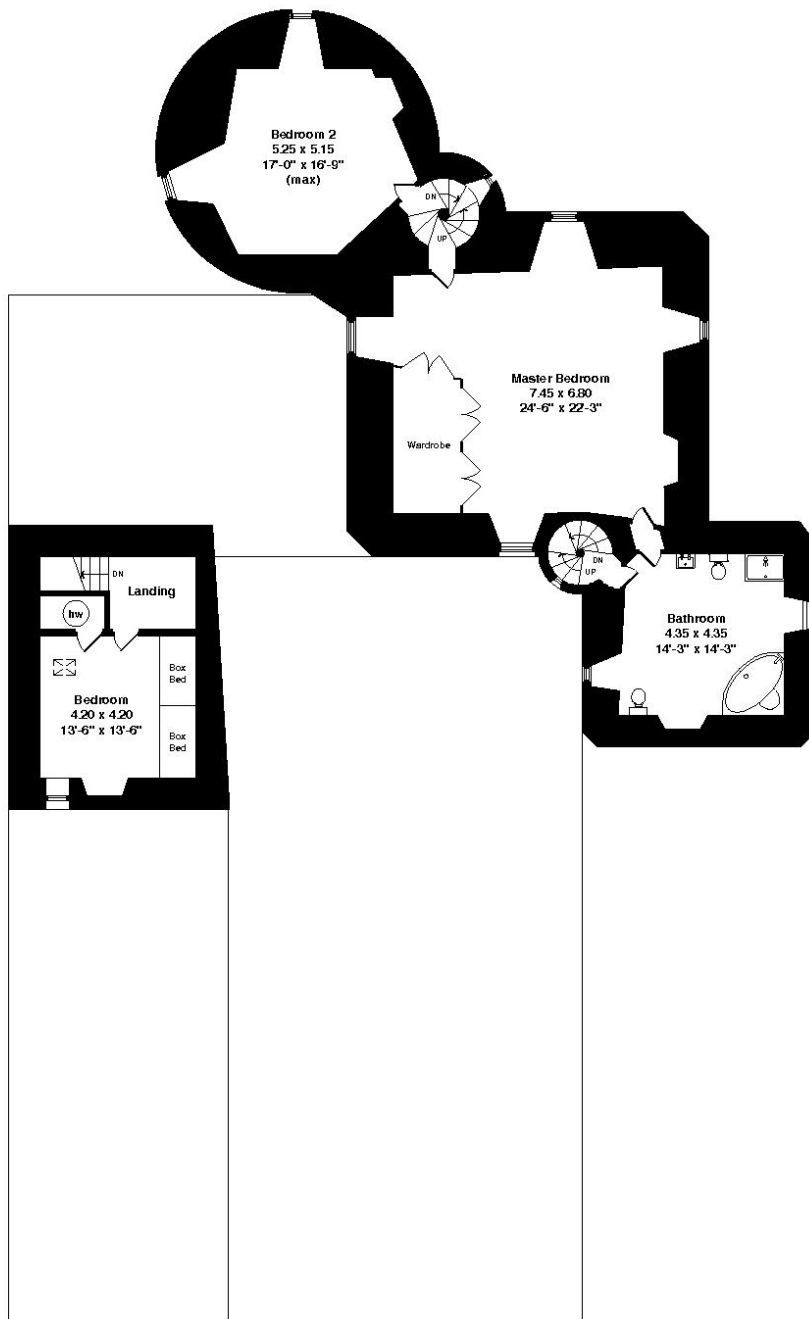 Bedroom 2
5.25 x 5.15
17'-0" x 16'-9"
(max)
DN
UP
Master Bedroom
7.45 x 6.80
24'-6" x 22'-3"
Wardrobe
DN
UP
DN
Landing
hw
Bathroom
4.35 x 4.35
14'-3" x 14'-3"
Box
Bed
Bedroom
4.20 x 4.20
13'-6" x 13'-6"
Box
Bed